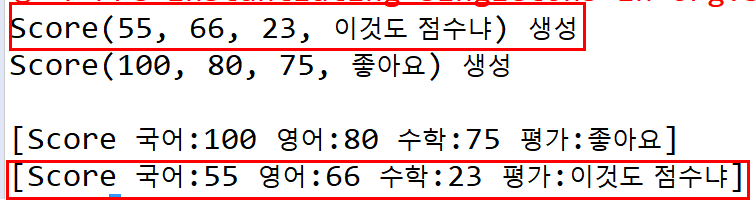 Score(55, 66, 23, 이것도 점수냐) 생성
Score(100, 80, 75, 좋아요) 생성
[Score 국어:100 영어:80 수학:75 평가:좋아요]
[Score 국어:55 영어:66 수학:23 평가:이것도 점수냐]